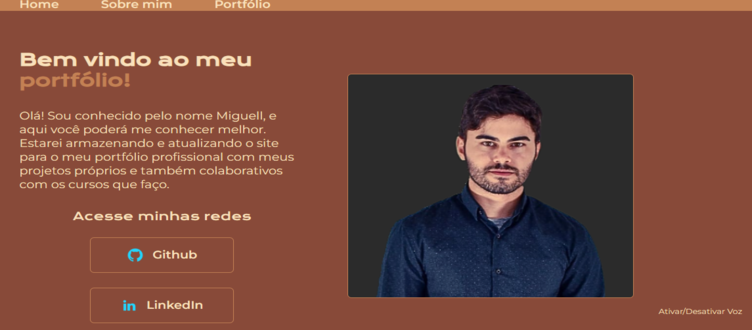 Home Sobre mim Portfólio
Bem vindo ao meu
portfólio!
Olá! Sou conhecido pelo nome Miguell, e
aqui você poderá me conhecer melhor.
Estarei armazenando e atualizando o site
para o meu portfólio profissional com meus
projetos próprios e também colaborativos
com os cursos que faço.
Acesse minhas redes
Github
in LinkedIn
Ativar/Desativar Voz